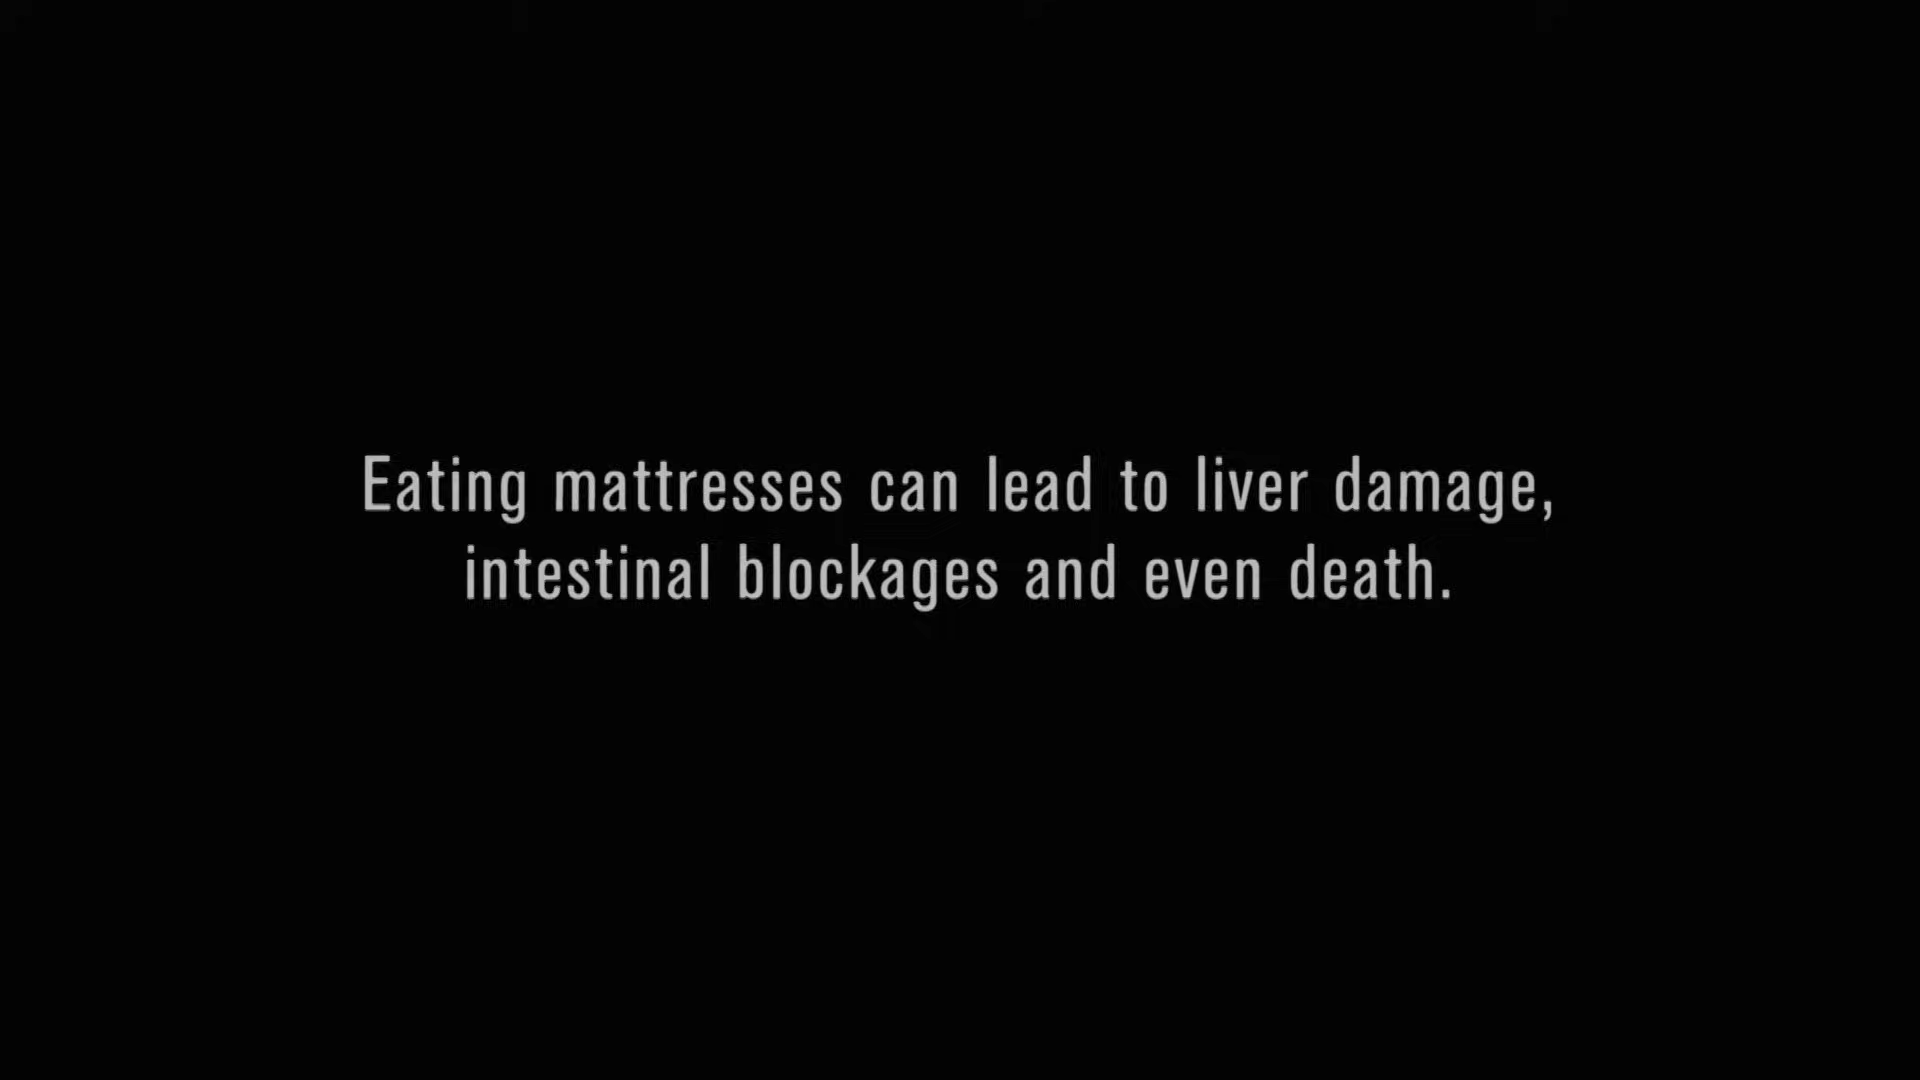 Eating mattresses can lead to liver damage,
intestinal blockages and even death.